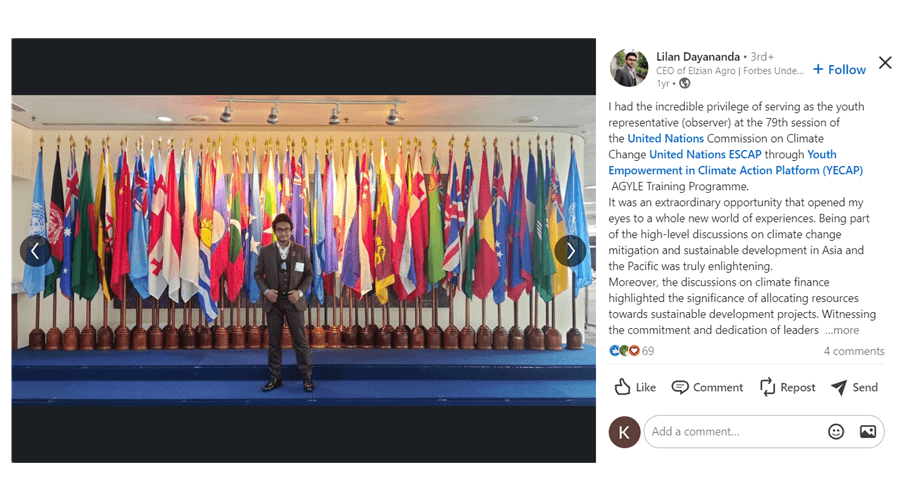 Lilan Dayananda • 3rd+
CEO of Elzian Agro | Forbes Unde...
+ Follow
1yr •
I had the incredible privilege of serving as the youth
representative (observer) at the 79th session of
the United Nations Commission on Climate
Change United Nations ESCAP through Youth
Empowerment in Climate Action Platform (YECAP)
AGYLE Training Programme.
It was an extraordinary opportunity that opened my
eyes to a whole new world of experiences. Being part
of the high-level discussions on climate change
mitigation and sustainable development in Asia and
the Pacific was truly enlightening.
Moreover, the discussions on climate finance
highlighted the significance of allocating resources
towards sustainable development projects. Witnessing
the commitment and dedication of leaders ...more
69
4 comments
Like
Comment
Repost
Send
K
Add a comment...